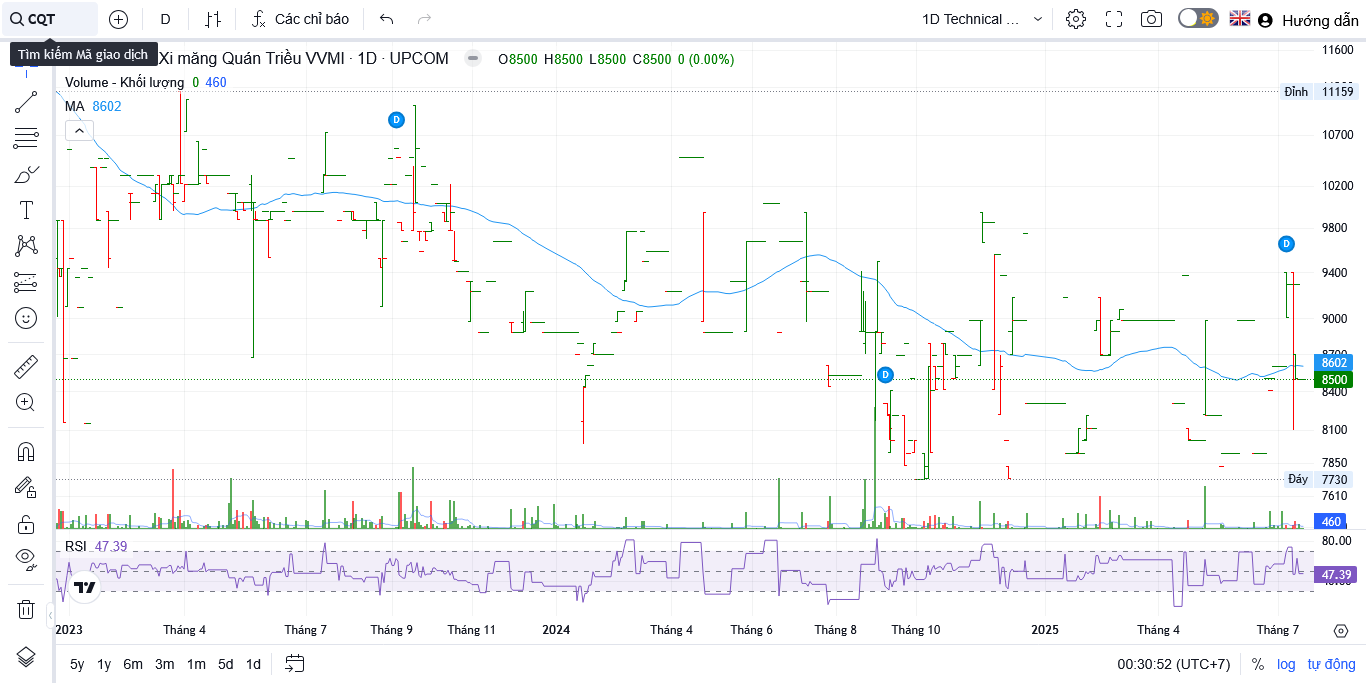 CQT
D
Các chỉ báo
1D Technical ...
Hướng dẫn
Tìm kiếm Mã giao dịch
Xi măng Quán Triều VVMI · 1D · UPCOM
O8500 H8500 L8500 C8500 0 (0.00%)
Volume - Khối lượng 0 460
MA 8602
D
D
D
11600
Đỉnh 11159
10700
10200
9800
9400
9000
8602
8500
8400
8100
7850
Đáy 7730
7610
460
RSI 47.39
80.00
47.39
2023
Tháng 4
Tháng 7
Tháng 9
Tháng 11
2024
Tháng 4
Tháng 6
Tháng 8
Tháng 10
2025
Tháng 4
Tháng 7
5y 1y 6m 3m 1m 5d 1d
00:30:52 (UTC+7)
% log tự động